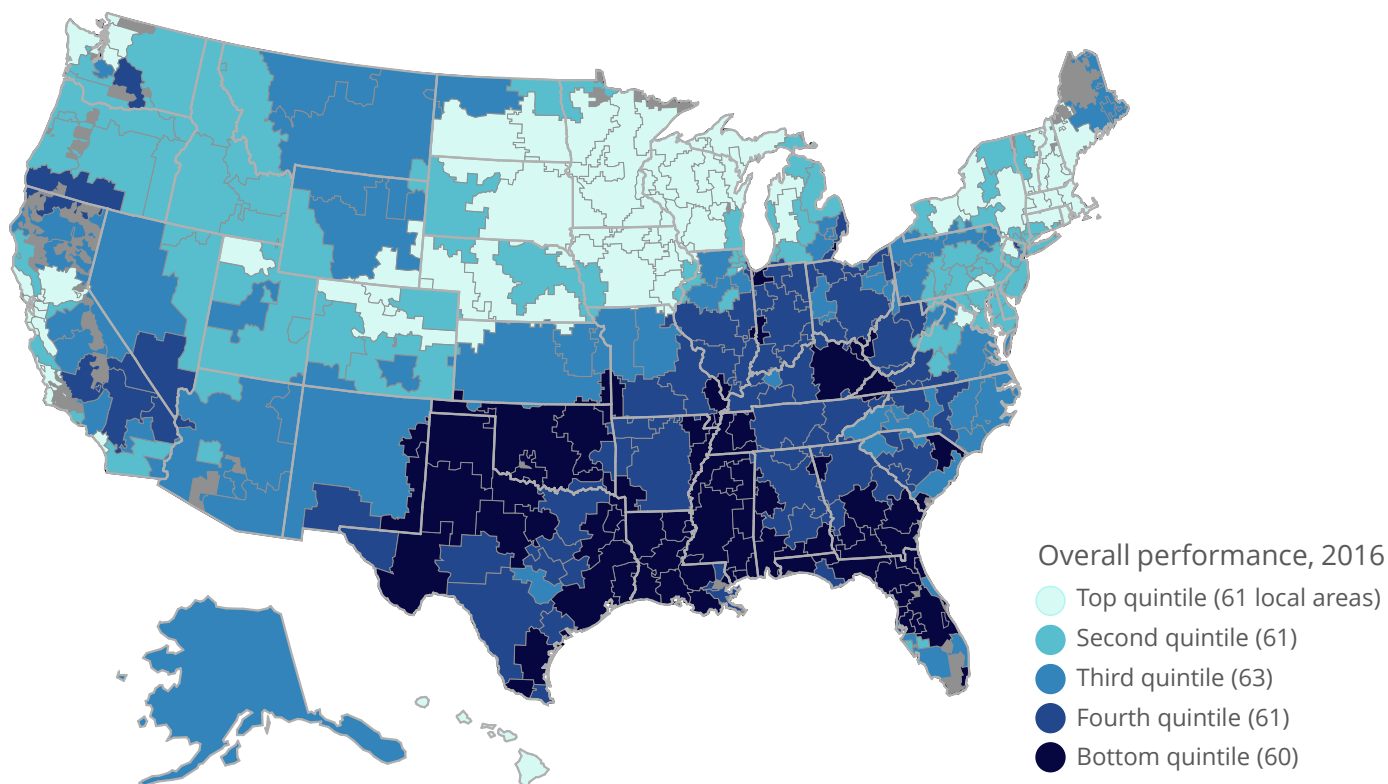 Overall performance, 2016
Top quintile (61 local areas)
Second quintile (61)
Third quintile (63)
Fourth quintile (61)
Bottom quintile (60)